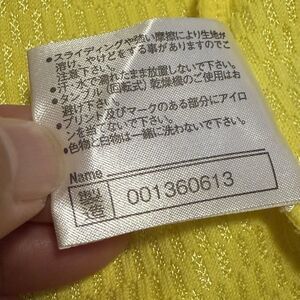 •スライディングや強い摩擦により生地が
溶け、やけどをする事がありますのでご
注意下さい。
•汗、水で濡れたまま放置しないで下さい。
•タンブル(回転式)乾燥機のご使用はお
避け下さい。
•プリント及びマークのある部分にアイロ
ンを当てないで下さい。
•色物と白物は一緒に洗わないで下さい。
Name
製造 001360613